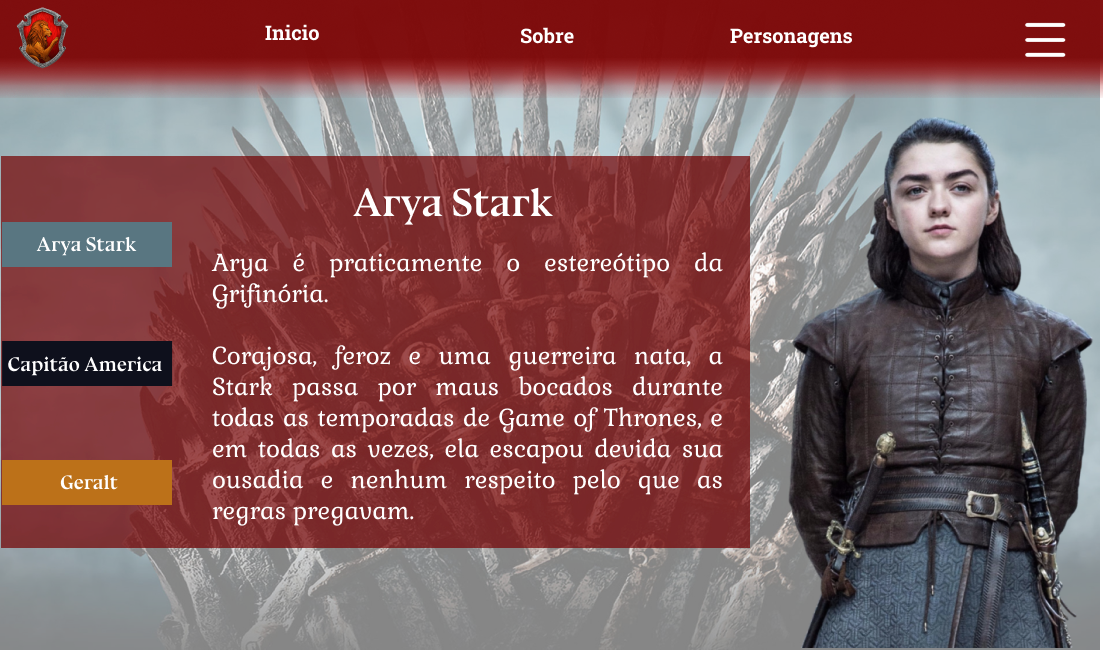 Inicio
Sobre
Personagens
Arya Stark
Arya Stark
Arya é praticamente o estereótipo da
Grifinória.
Capitão America
Corajosa, feroz e uma guerreira nata, a
Stark passa por maus bocados durante
todas as temporadas de Game of Thrones, e
em todas as vezes, ela escapou devida sua
ousadia e nenhum respeito pelo que as
regras pregavam.
Geralt